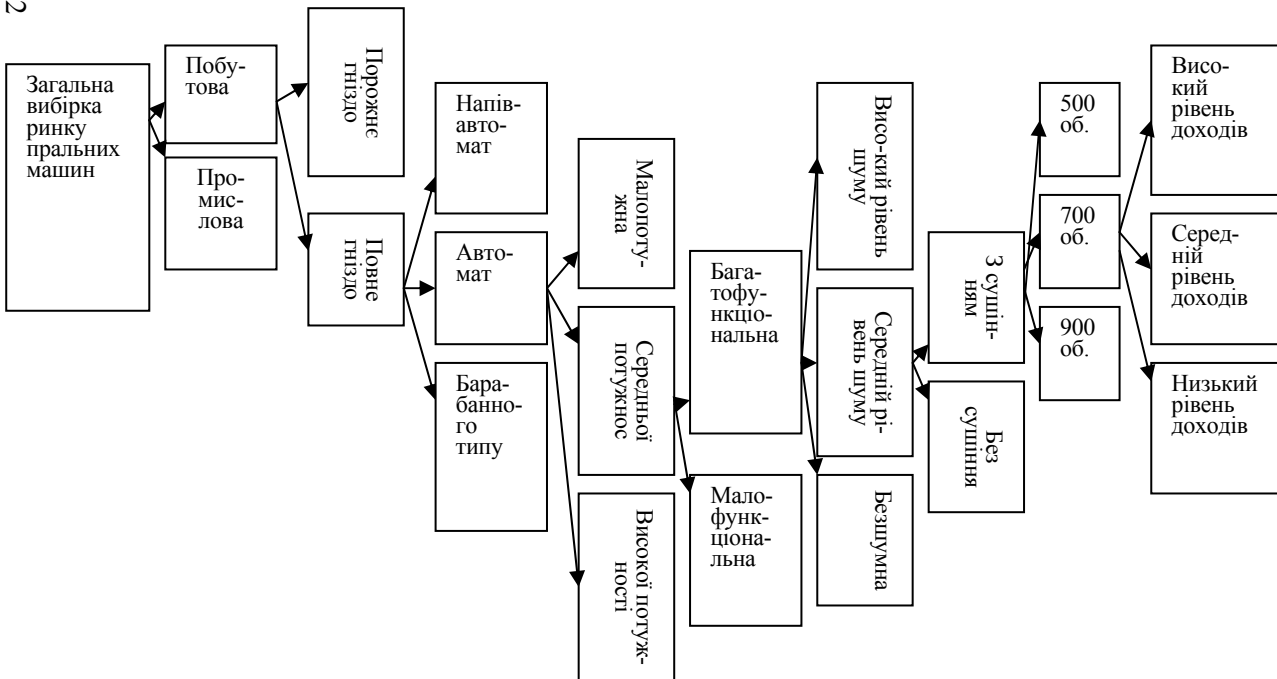 2
Загальна
вибірка
ринку
пральних
машин
Побу-
това
Про-
мис-
лова
Порожнє
гніздо
Повне
гніздо
Напів-
авто-
мат
Авто-
мат
Бара-
банно-
го
типу
Малопоту-
жна
Середньої
потужнос
Високої потуж-
ності
Бага-
тофу-
нкціо-
нальна
Мало-
функ-
ціона-
льна
Висо-кий рівень
шуму
Середній рі-
вень шуму
Безшумна
З сушін-
ням
Без
сушіння
500
об.
700
об.
900
об.
Висо-
кий
рівень
доходів
Серед-
ній
рівень
доходів
Низький
рівень
доходів